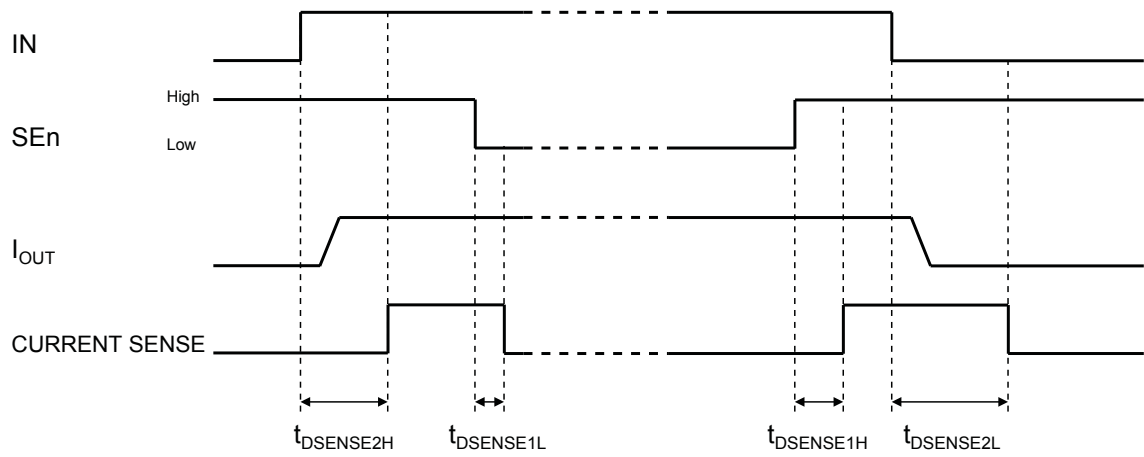 IN
High
SEn
Low
IOUT
CURRENT SENSE
tDSENSE2H
tDSENSE1L
tDSENSE1H
tDSENSE2L